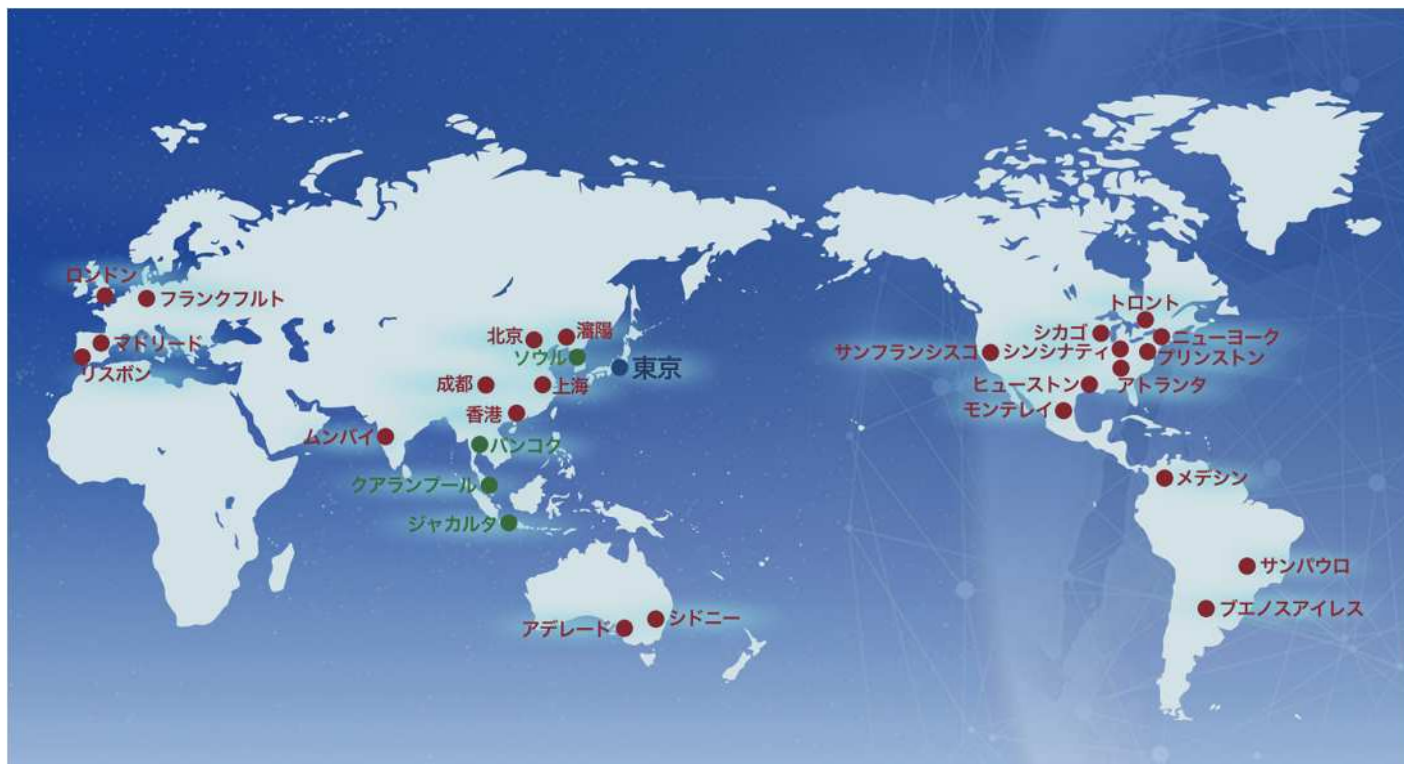 ロンドン
フランクフルト
マドリード
リスボン
北京
瀋陽
ソウル
東京
成都
上海
香港
ムンバイ
バンコク
クアランプール
ジャカルタ
アデレード
シドニー
トロント
シカゴ
ニューヨーク
サンフランシスコ
シンシナティ
プリンストン
ヒューストン
アトランタ
モンテレイ
メデシン
サンパウロ
ブエノスアイレス